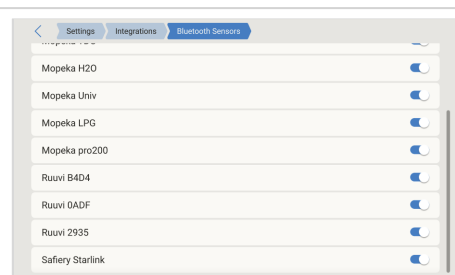 Settings Integrations Bluetooth Sensors
Mopeka H2O
Mopeka Univ
Mopeka LPG
Mopeka pro200
Ruuvi B4D4
Ruuvi 0ADF
Ruuvi 2935
Safiery Starlink